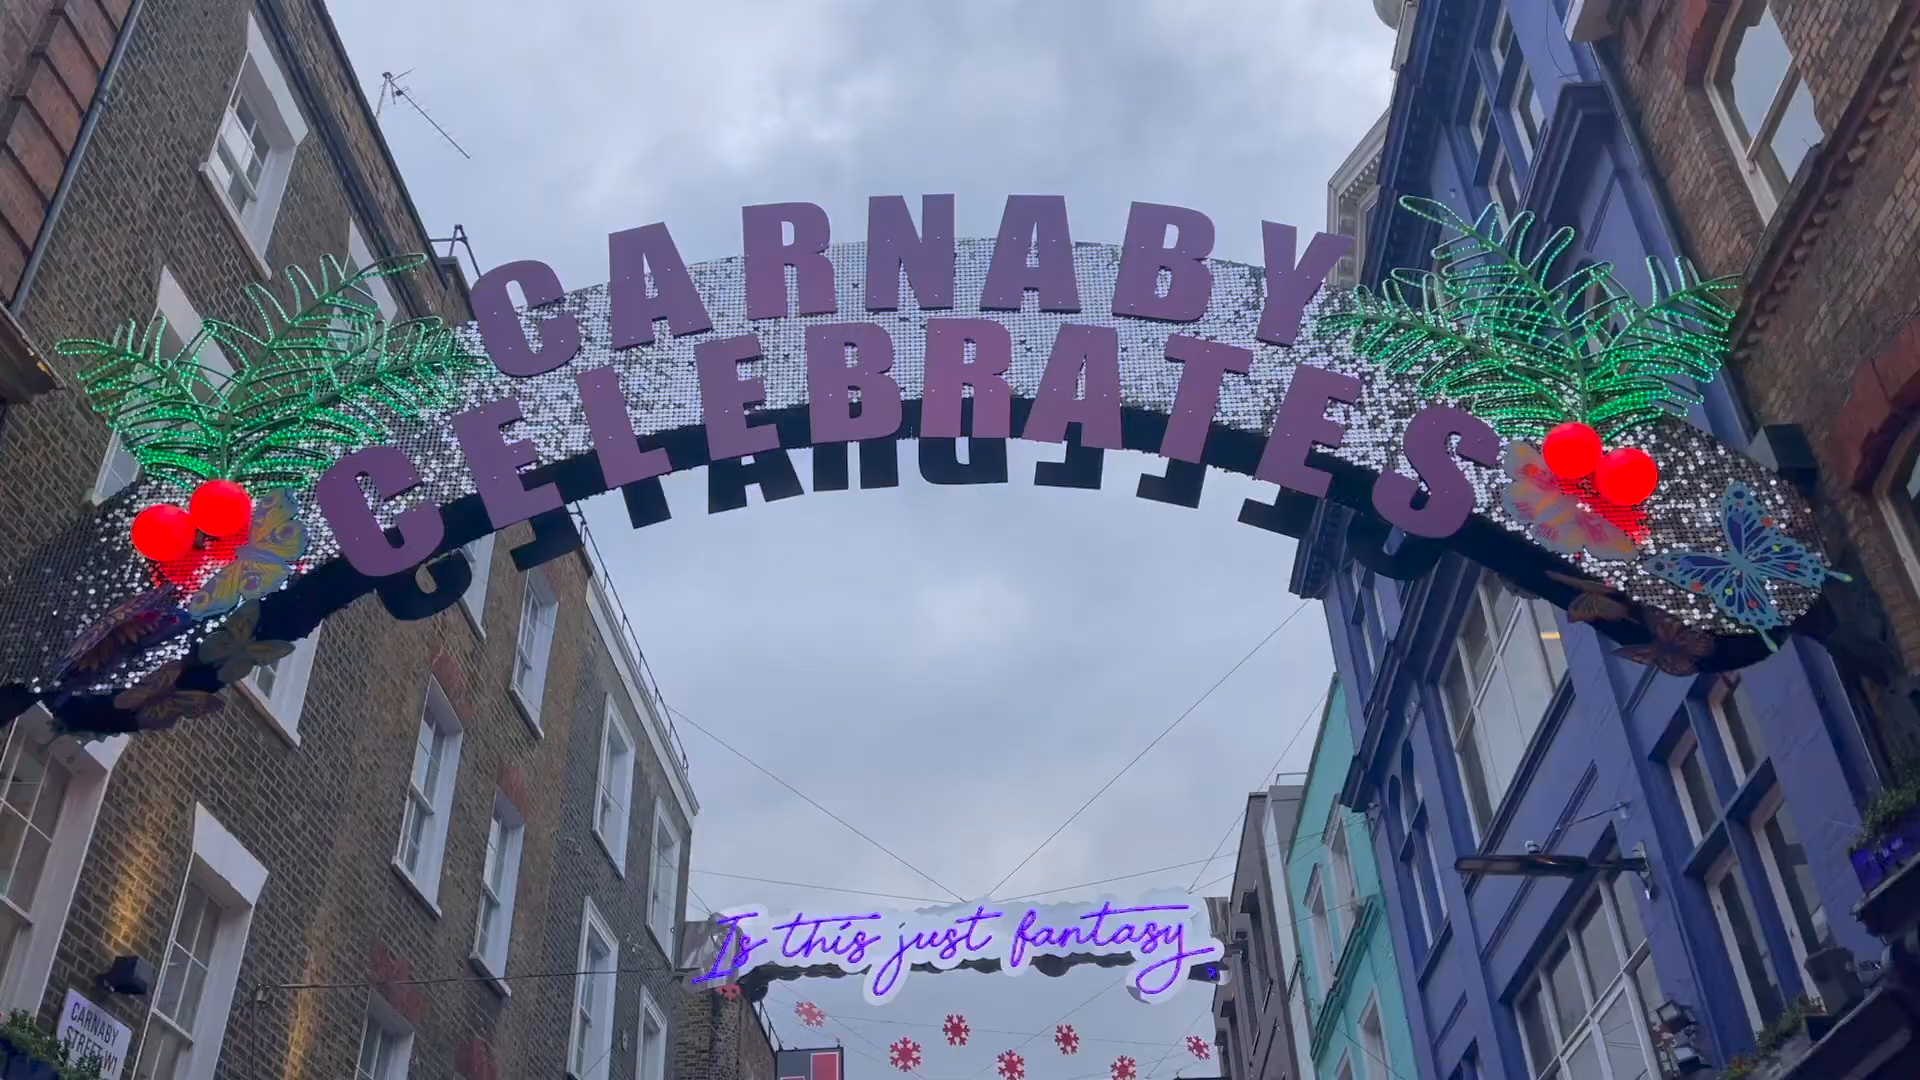 CARNABY
CELEBRATES
Is this just fantasy
CARNABY
STREET W1